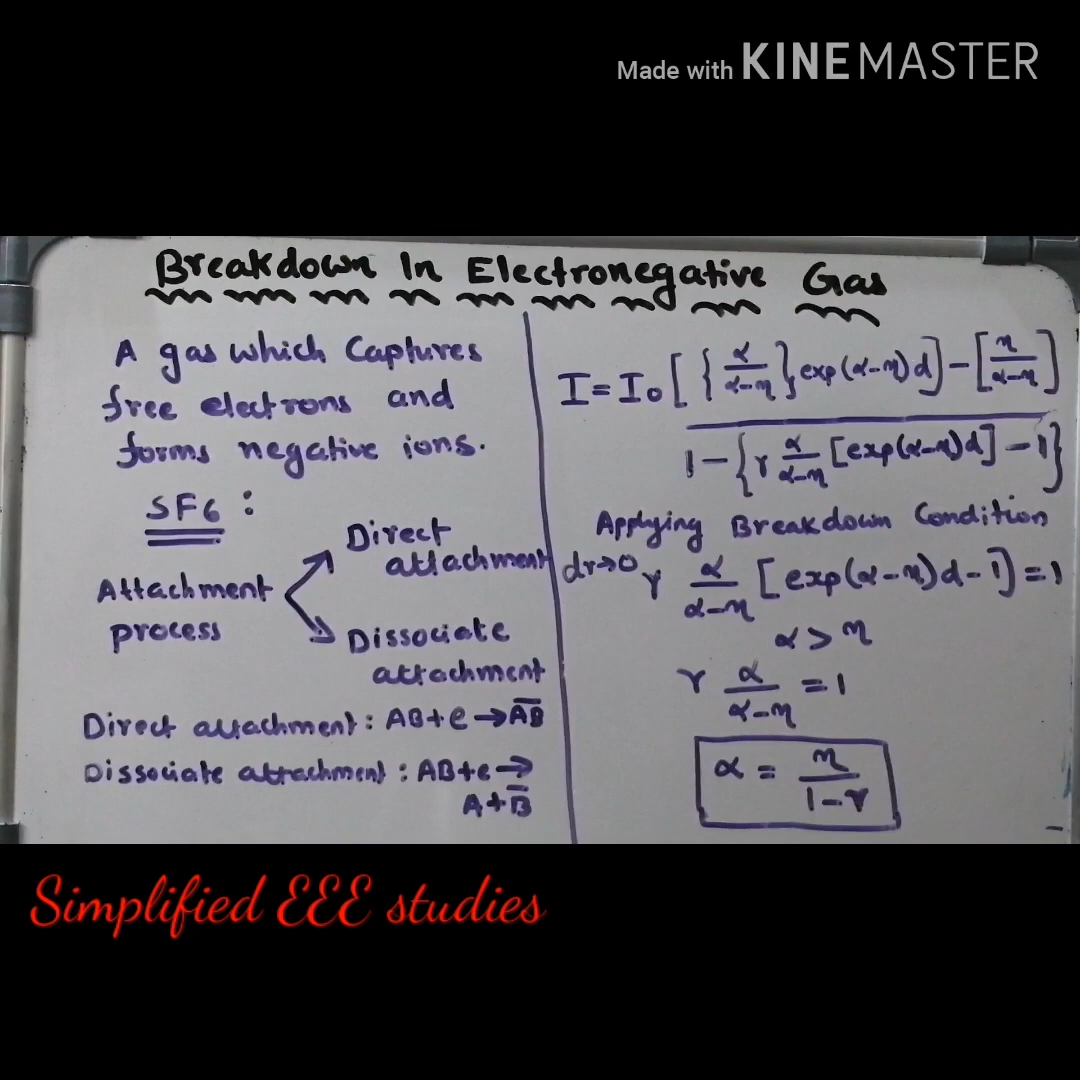 Made with KINEMASTER
Breakdown In Electronegative Gas
A gas which Captures
free electrons and
forms negative ions.
SF6 :
Attachment
process
Direct
attachment
Dissociate
attachment
Direct attachment : AB+e→A̅B̅
Dissociate attachment : AB+e→
A+B̅
I = I₀ [ { α/(α-η) } exp(α-η)d ] - [ η/(α-η) ]
1 - { γ α/(α-η) [exp(α-η)d] - 1 }
Applying Breakdown Condition
dr→0
γ α/(α-η) [exp(α-η)d-1] = 1
α > η
γ α/(α-η) = 1
α = η/(1-γ)
Simplified EEE studies